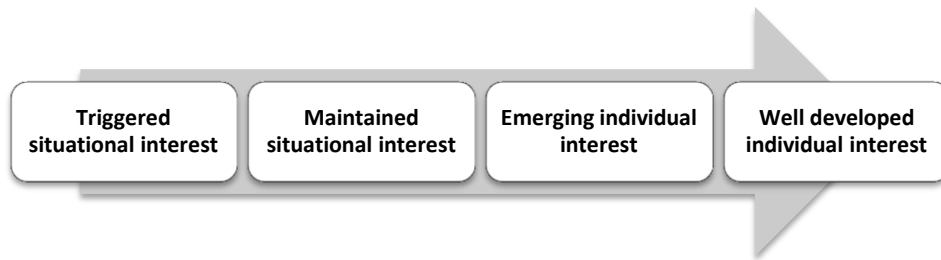 Triggered
situational interest
Maintained
situational interest
Emerging individual
interest
Well developed
individual interest